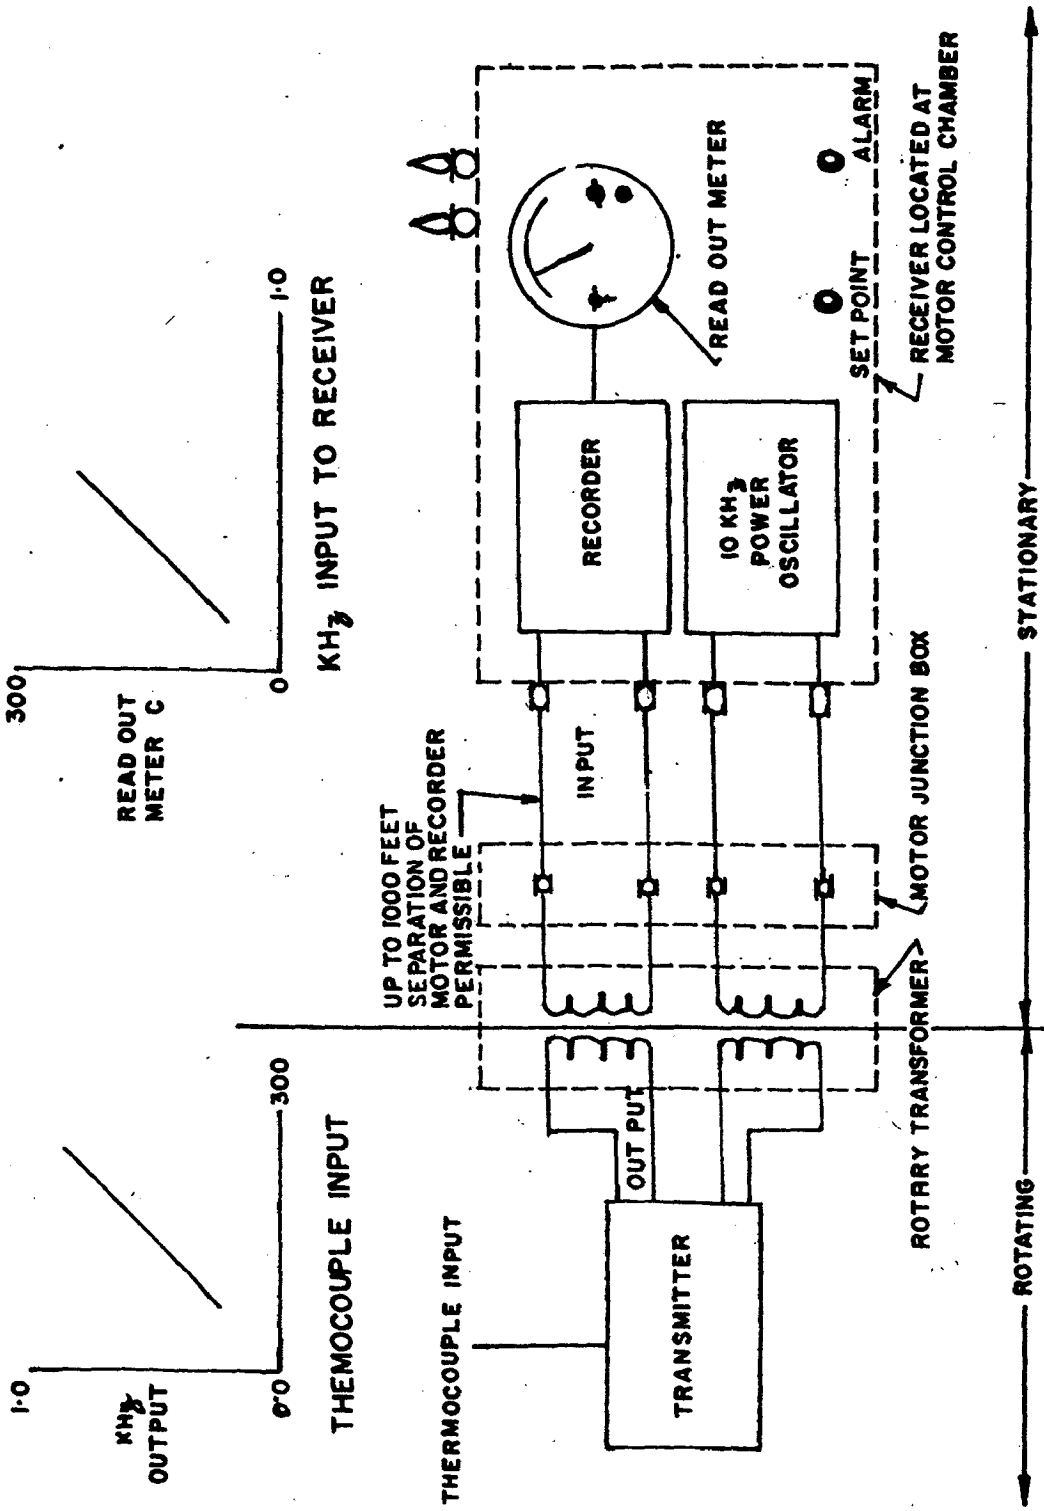 1.0
KHz
OUTPUT
0.0
300
THEMOCOUPLE INPUT
300
READ OUT
METER C
0
1.0
KHz INPUT TO RECEIVER
THERMOCOUPLE INPUT
TRANSMITTER
OUT PUT
UP TO 1000 FEET
SEPARATION OF
MOTOR AND RECORDER
PERMISSIBLE
INPUT
RECORDER
10 KHz
POWER
OSCILLATOR
READ OUT METER
SET POINT
ALARM
RECEIVER LOCATED AT
MOTOR CONTROL CHAMBER
MOTOR JUNCTION BOX
ROTARY TRANSFORMER
ROTATING
STATIONARY